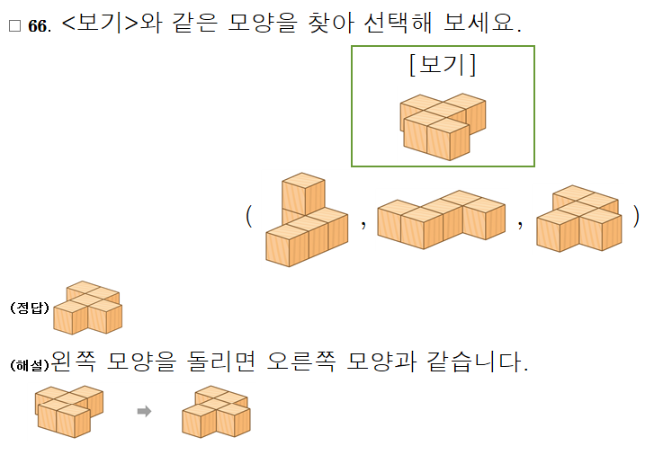 □ 66. <보기>와 같은 모양을 찾아 선택해 보세요.
[보기]
( , , )
(정답)
(해설)왼쪽 모양을 돌리면 오른쪽 모양과 같습니다.